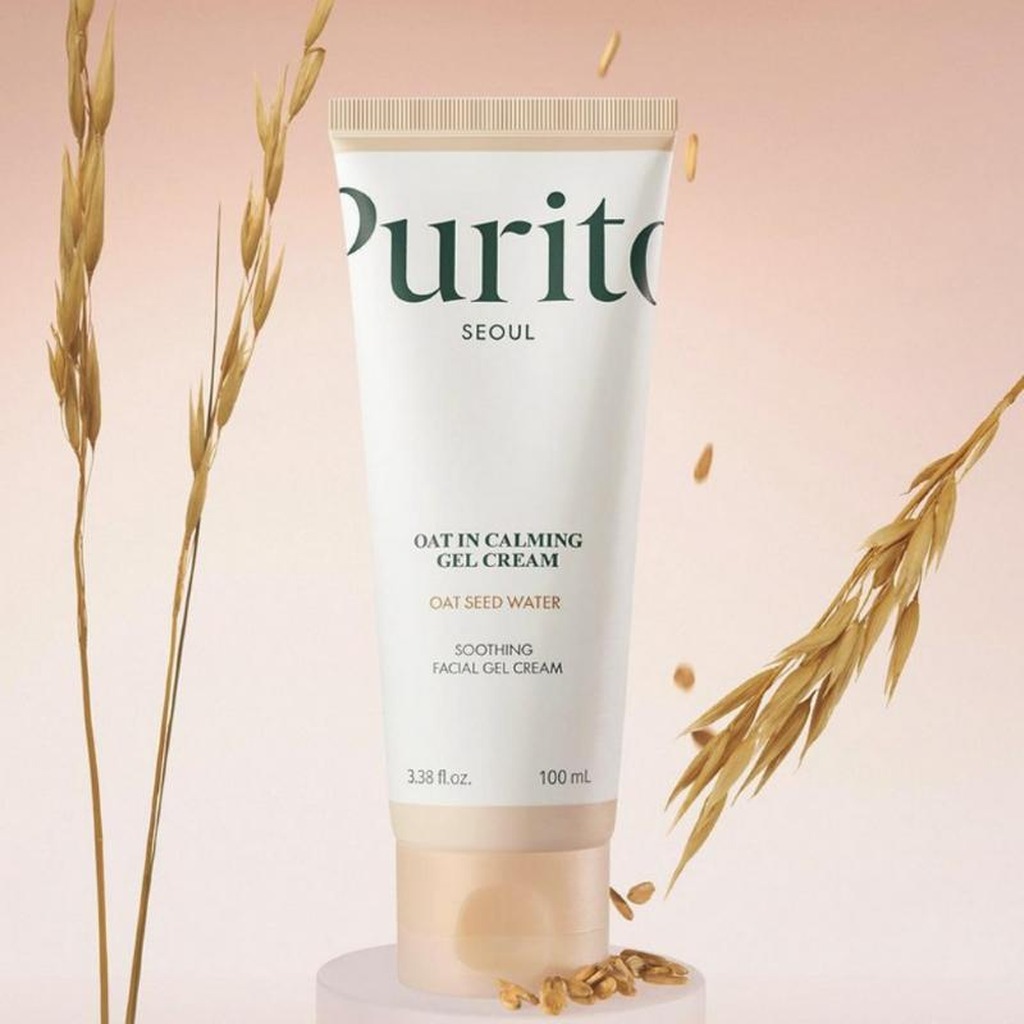 Purito
SEOUL
OAT IN CALMING
GEL CREAM
OAT SEED WATER
SOOTHING
FACIAL GEL CREAM
3.38 fl.oz. 100 mL